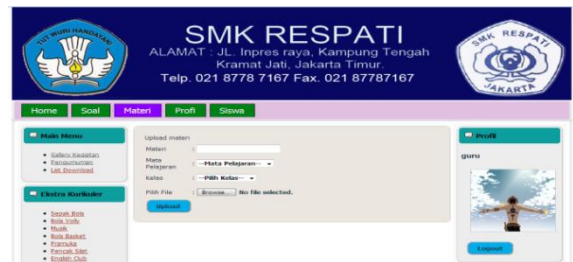 TUT WURI HANDAYANI
SMK RESPATI
ALAMAT : JL. Inpres raya, Kampung Tengah
Kramat Jati, Jakarta Timur.
Telp. 021 8778 7167 Fax. 021 87787167
SMK RESPATI
JAKARTA
Home Soal Materi Profi Siswa
Main Menu
Gallery Kegiatan
Pengumuman
List Download
Ekstra Korikuler
Sepak Bola
Bola Volly
Musik
Bola Basket
Pramuka
Pencak Silat
English Club
Upload materi
Materi :
Mata Pelajaran : --Mata Pelajaran--
Kelas : --Pilih Kelas--
Pilih File : Browse... No file selected.
Upload
Profil
guru
Logout